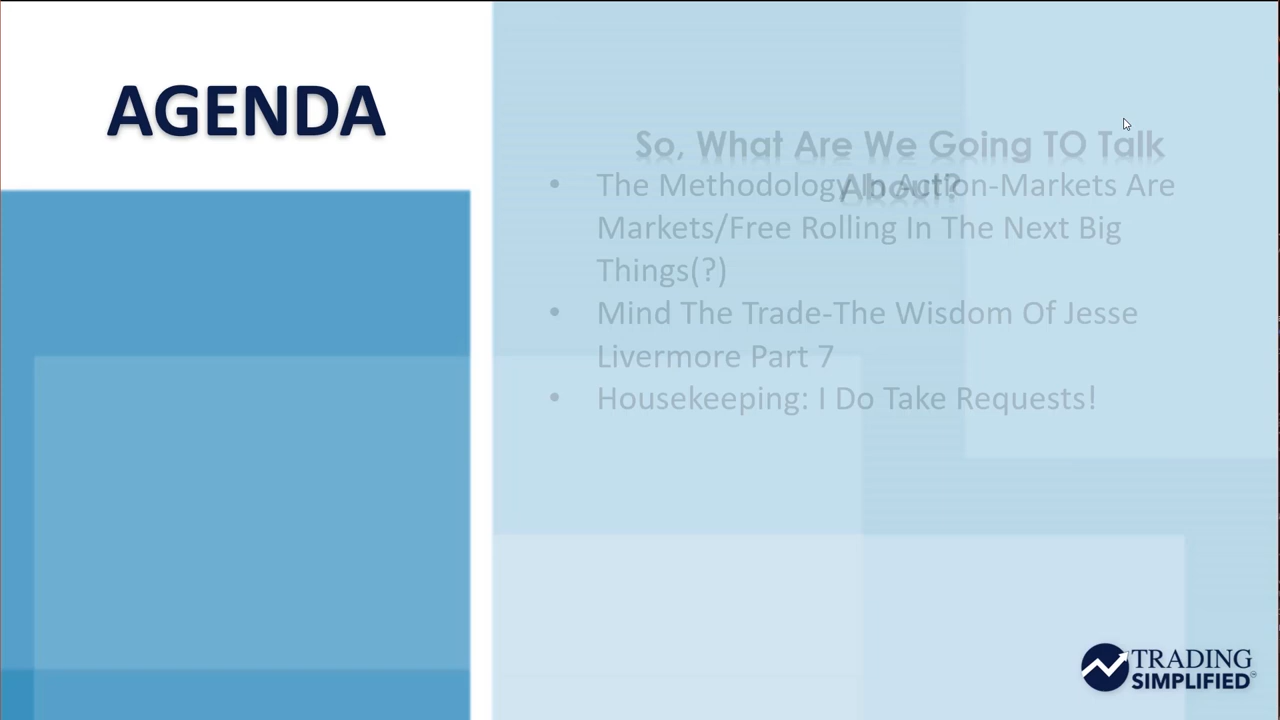 AGENDA
So, What Are We Going TO Talk
About?
• The Methodology In Action-Markets Are
Markets/Free Rolling In The Next Big
Things(?)
• Mind The Trade-The Wisdom Of Jesse
Livermore Part 7
• Housekeeping: I Do Take Requests!
TRADING
SIMPLIFIED